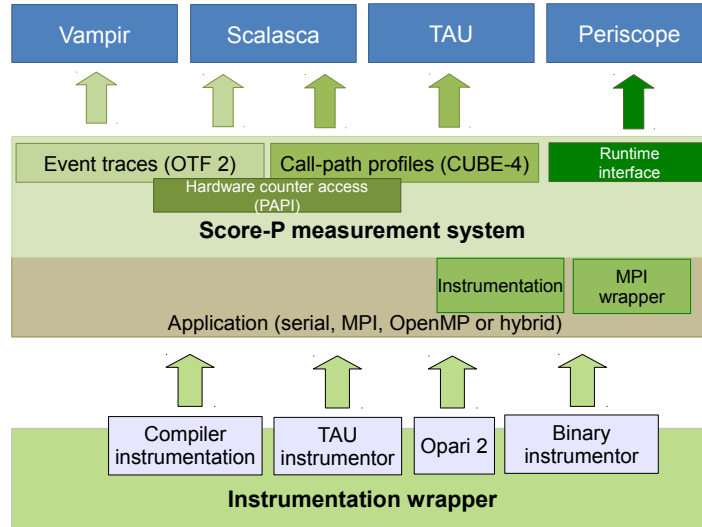 Vampir
Scalasca
TAU
Periscope
Event traces (OTF 2)
Call-path profiles (CUBE-4)
Runtime
interface
Hardware counter access
(PAPI)
Score-P measurement system
Instrumentation
MPI
wrapper
Application (serial, MPI, OpenMP or hybrid)
Compiler
instrumentation
TAU
instrumentor
Opari 2
Binary
instrumentor
Instrumentation wrapper